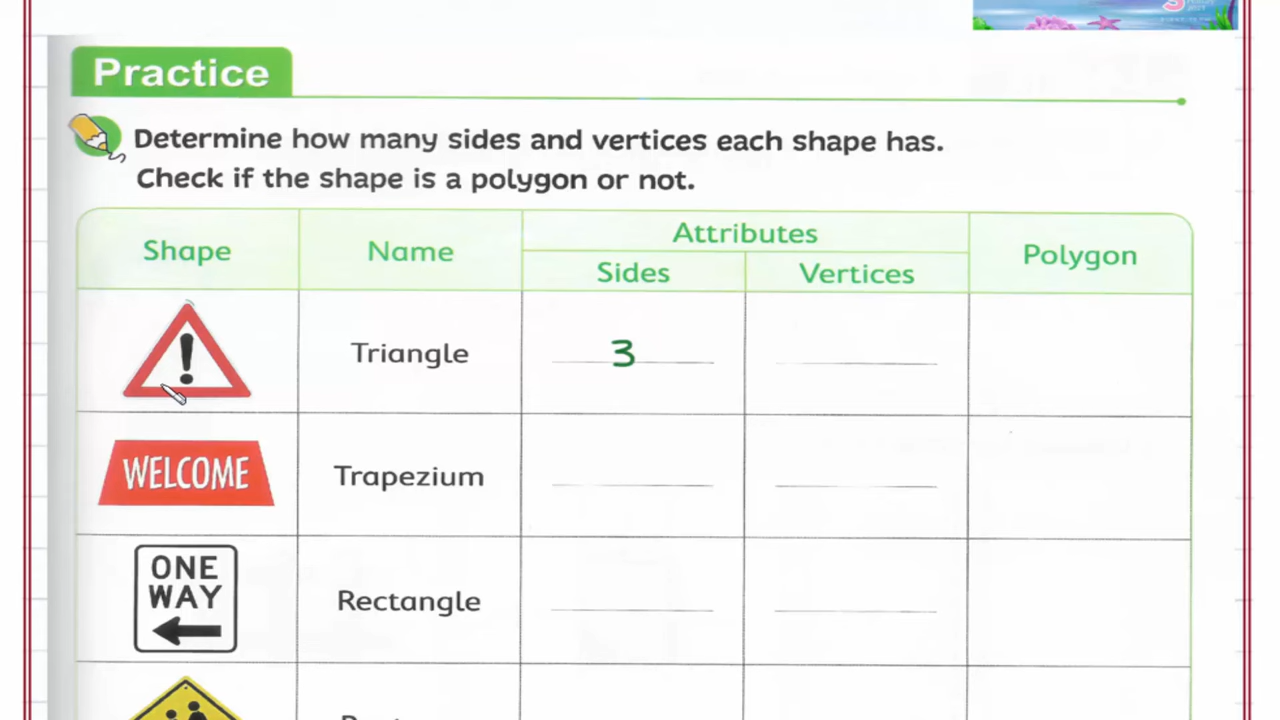 Practice
Determine how many sides and vertices each shape has.
Check if the shape is a polygon or not.
Shape Name Attributes Polygon
Sides Vertices
! Triangle 3
WELCOME Trapezium
ONE
WAY
Rectangle